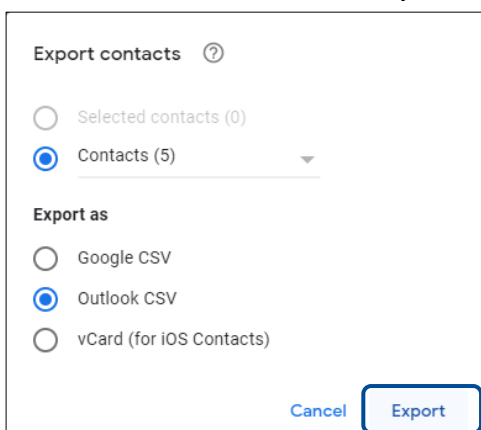 Export contacts ?
Selected contacts (0)
Contacts (5)
Export as
Google CSV
Outlook CSV
vCard (for iOS Contacts)
Cancel Export